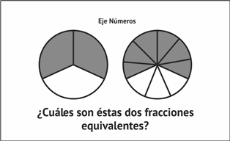 Eje Números
¿Cuáles son éstas dos fracciones
equivalentes?